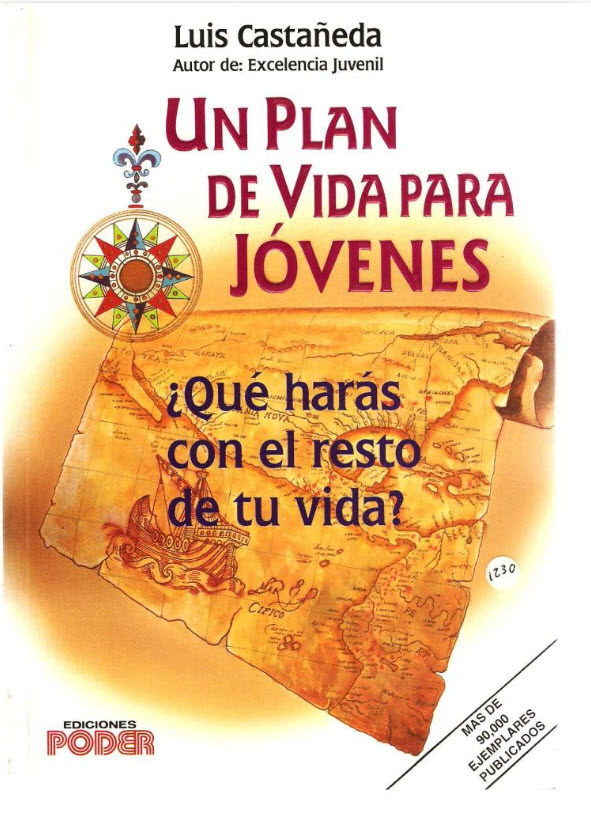 Luis Castañeda
Autor de: Excelencia Juvenil
UN PLAN
DE VIDA PARA
JÓVENES
¿Qué harás
con el resto
de tu vida?
1230
EDICIONES
PODER
MAS DE
90,000
EJEMPLARES
PUBLICADOS